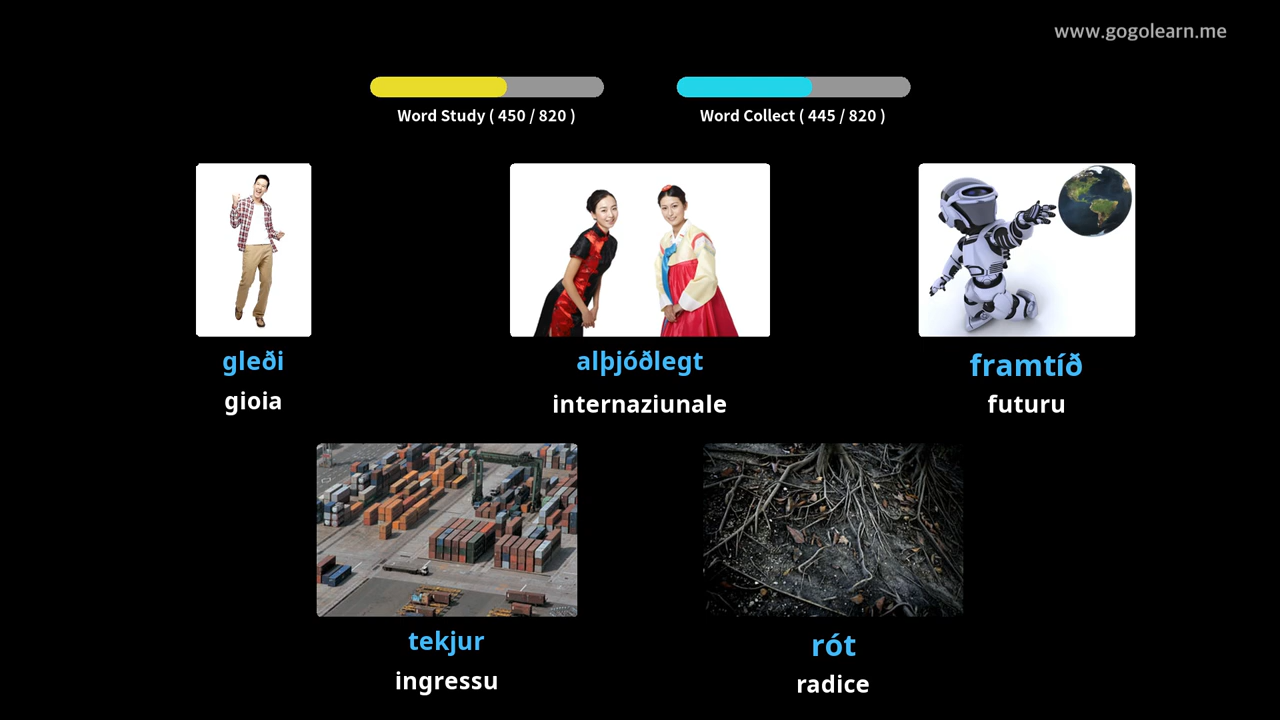 www.gogolearn.me
Word Study ( 450 / 820 )
Word Collect ( 445 / 820 )
gleði
gioia
alþjóðlegt
internaziunale
framtíð
futuru
tekjur
ingressu
rót
radice